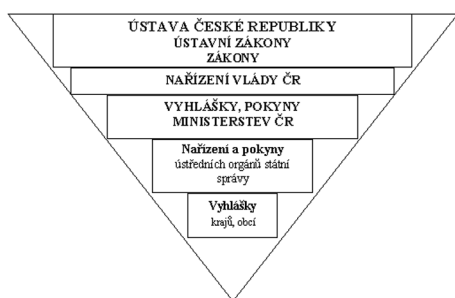 ÚSTAVA ČESKÉ REPUBLIKY
ÚSTAVNÍ ZÁKONY
ZÁKONY
NAŘÍZENÍ VLÁDY ČR
VYHLÁŠKY, POKYNY
MINISTERSTEV ČR
Nařízení a pokyny
ústředních orgánů státní
správy
Vyhlášky
krajů, obcí